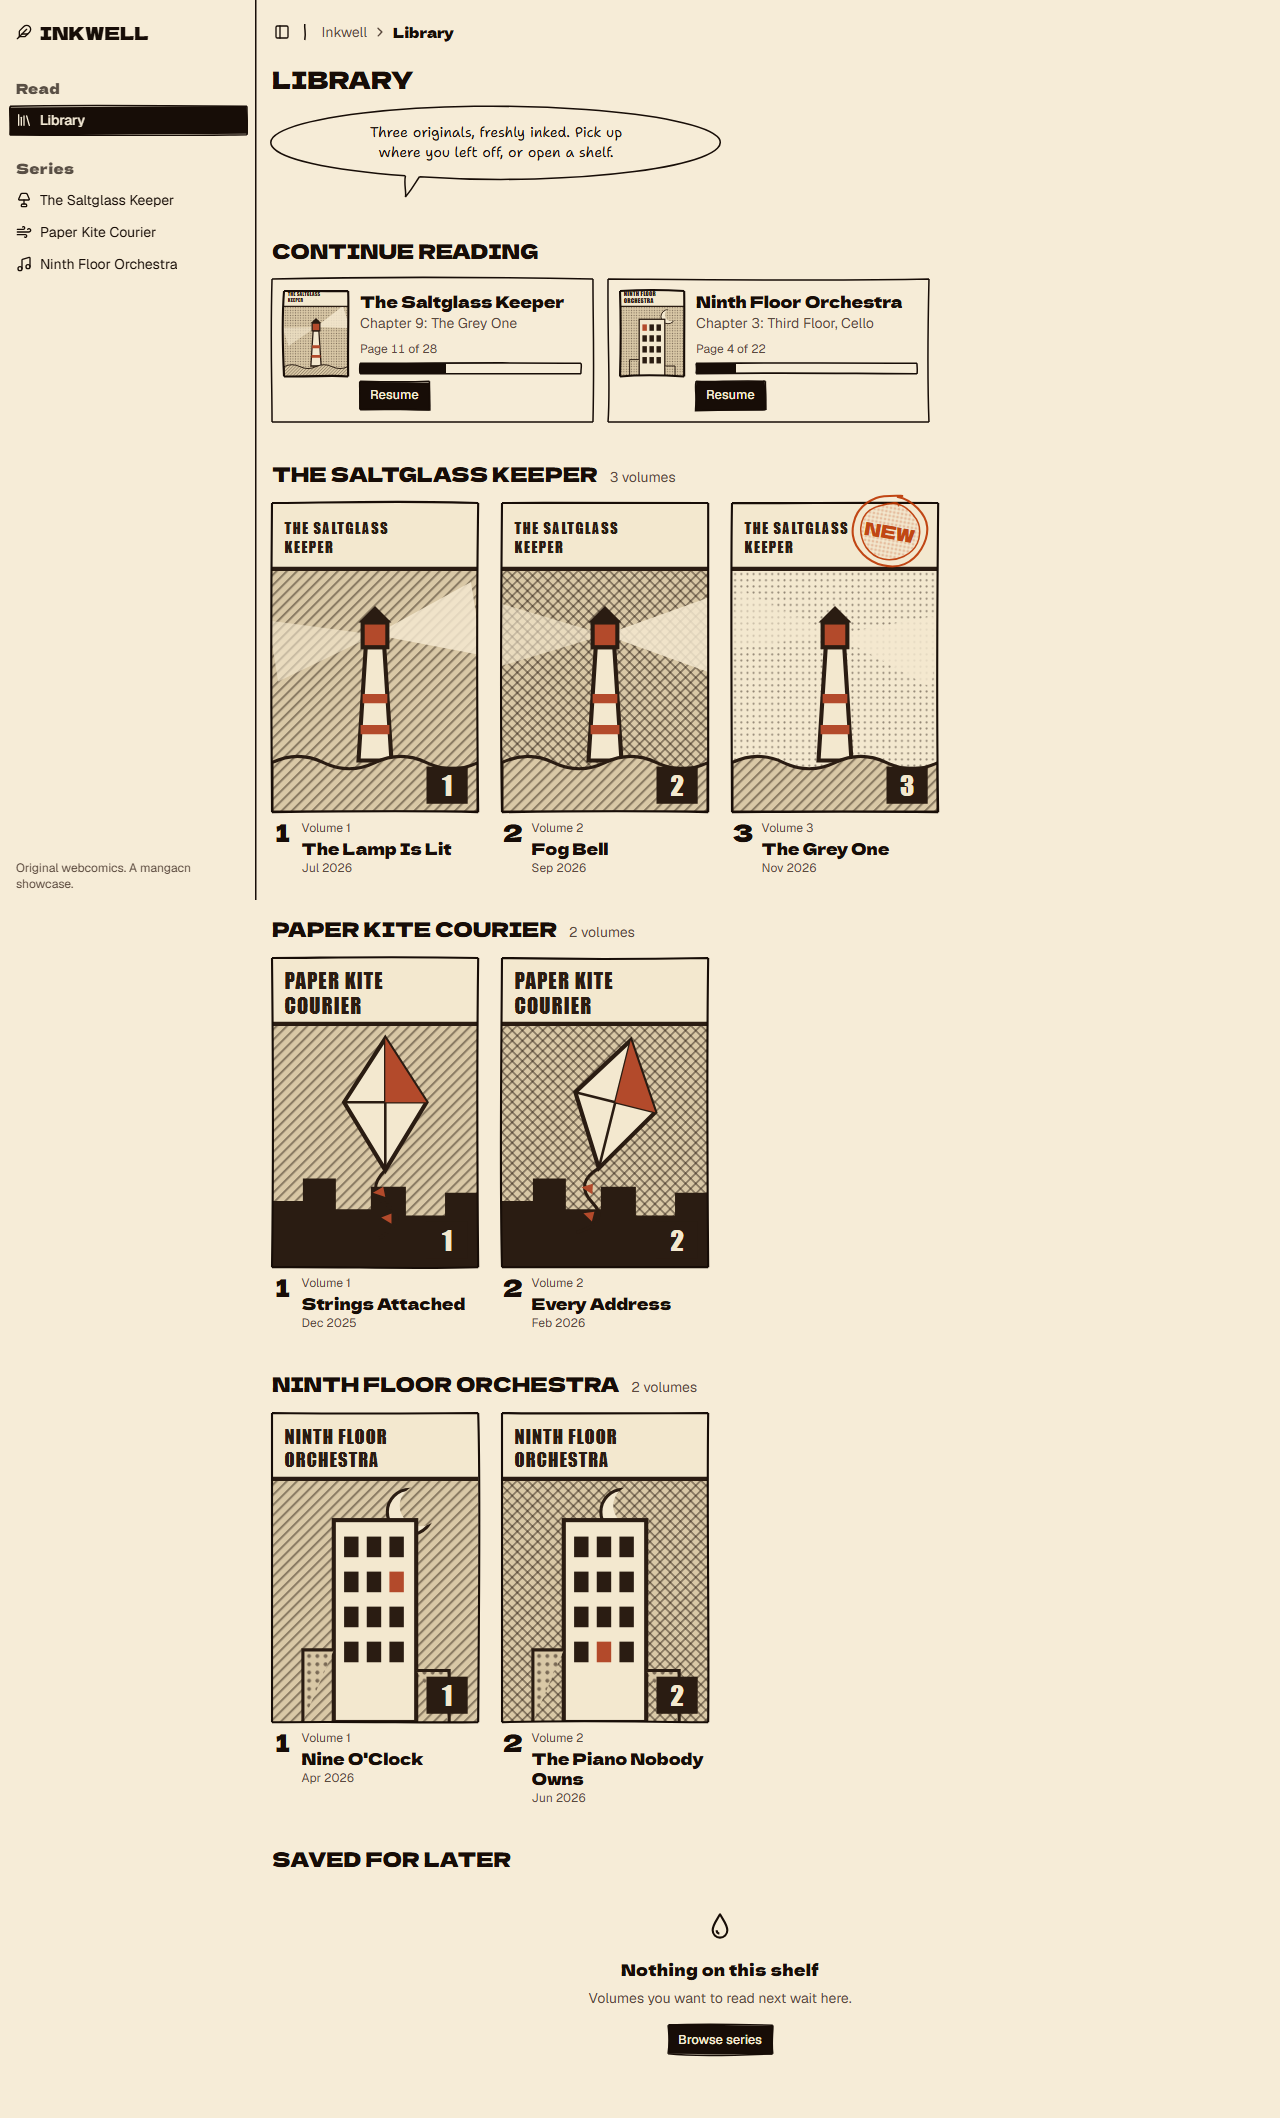 INKWELL
Read
Library
Series
The Saltglass Keeper
Paper Kite Courier
Ninth Floor Orchestra
Original webcomics. A mangacn
showcase.
Inkwell > Library
LIBRARY
Three originals, freshly inked. Pick up
where you left off, or open a shelf.
CONTINUE READING
THE SALTGLASS
KEEPER
The Saltglass Keeper
Chapter 9: The Grey One
Page 11 of 28
Resume
NINTH FLOOR
ORCHESTRA
Ninth Floor Orchestra
Chapter 3: Third Floor, Cello
Page 4 of 22
Resume
THE SALTGLASS KEEPER 3 volumes
THE SALTGLASS
KEEPER
1
1 Volume 1
The Lamp Is Lit
Jul 2026
THE SALTGLASS
KEEPER
2
2 Volume 2
Fog Bell
Sep 2026
THE SALTGLASS
KEEPER
NEW
3
3 Volume 3
The Grey One
Nov 2026
PAPER KITE COURIER 2 volumes
PAPER KITE
COURIER
1
1 Volume 1
Strings Attached
Dec 2025
PAPER KITE
COURIER
2
2 Volume 2
Every Address
Feb 2026
NINTH FLOOR ORCHESTRA 2 volumes
NINTH FLOOR
ORCHESTRA
1
1 Volume 1
Nine O'Clock
Apr 2026
NINTH FLOOR
ORCHESTRA
2
2 Volume 2
The Piano Nobody
Owns
Jun 2026
SAVED FOR LATER
Nothing on this shelf
Volumes you want to read next wait here.
Browse series